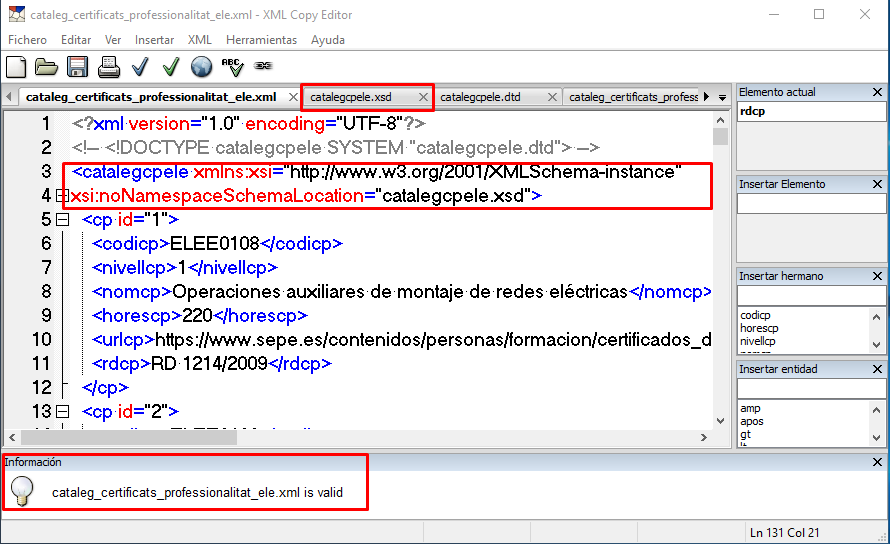 cataleg_certificats_professionalitat_ele.xml - XML Copy Editor
Fichero Editar Ver Insertar XML Herramientas Ayuda
ABC
cataleg_certificats_professionalitat_ele.xml catalegcpele.xsd catalegcpele.dtd cataleg_certificats_profess
1 <?xml version="1.0" encoding="UTF-8"?>
2 <!-- <!DOCTYPE catalegcpele SYSTEM "catalegcpele.dtd"> -->
3 <catalegcpele xmlns:xsi="http://www.w3.org/2001/XMLSchema-instance"
4 xsi:noNamespaceSchemaLocation="catalegcpele.xsd">
5 <cp id="1">
6 <codicp>ELEE0108</codicp>
7 <nivellcp>1</nivellcp>
8 <nomcp>Operaciones auxiliares de montaje de redes eléctricas</nomcp>
9 <horescp>220</horescp>
10 <urlcp>https://www.sepe.es/contenidos/personas/formacion/certificados_d
11 <rdcp>RD 1214/2009</rdcp>
12 </cp>
13 <cp id="2">
Elemento actual
rdcp
Insertar Elemento
Insertar hermano
codicp
horescp
nivellcp
Insertar entidad
amp
apos
gt
Información
cataleg_certificats_professionalitat_ele.xml is valid
Ln 131 Col 21